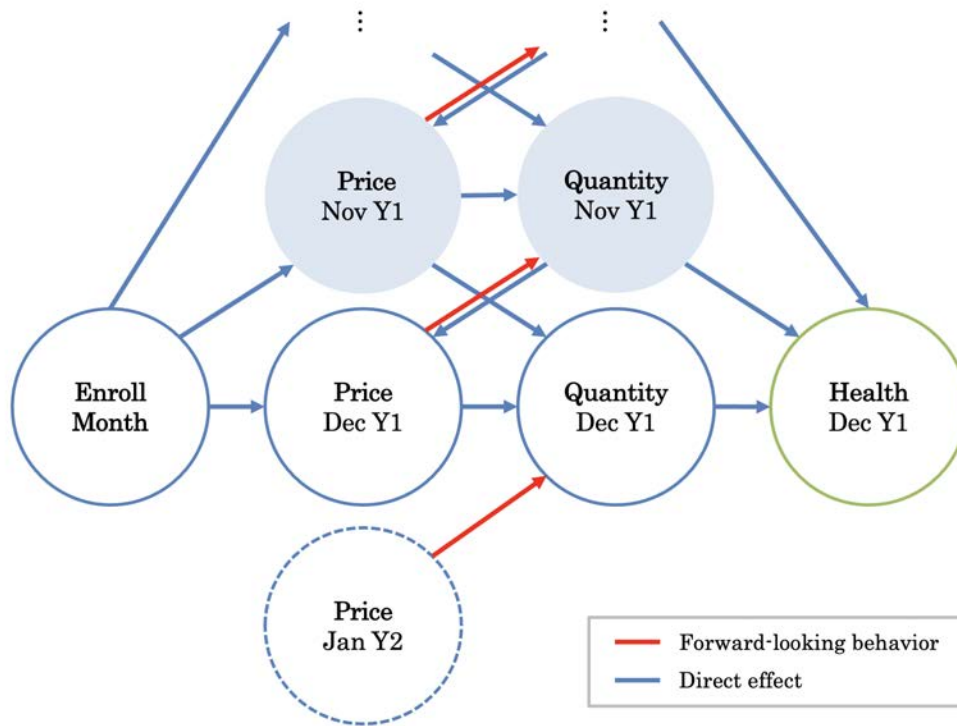 ⋮
⋮
Price
Nov Y1
Quantity
Nov Y1
Enroll
Month
Price
Dec Y1
Quantity
Dec Y1
Health
Dec Y1
Price
Jan Y2
Forward-looking behavior
Direct effect